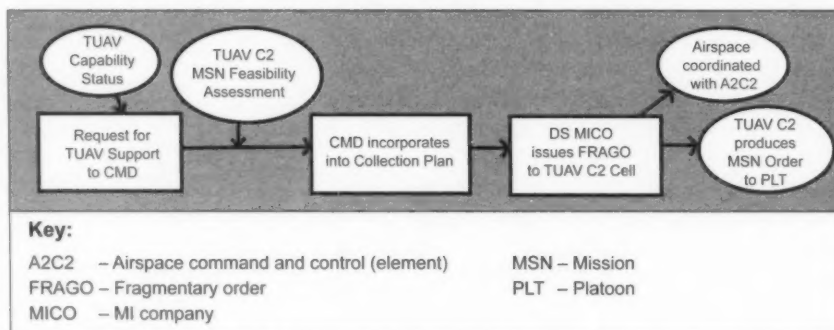 TUAV
Capability
Status
TUAV C2
MSN Feasibility
Assessment
Airspace
coordinated
with A2C2
Request for
TUAV Support
to CMD
CMD incorporates
into Collection Plan
DS MICO
issues FRAGO
to TUAV C2 Cell
TUAV C2
produces
MSN Order
to PLT
Key:
A2C2 – Airspace command and control (element)
FRAGO – Fragmentary order
MICO – MI company
MSN – Mission
PLT – Platoon